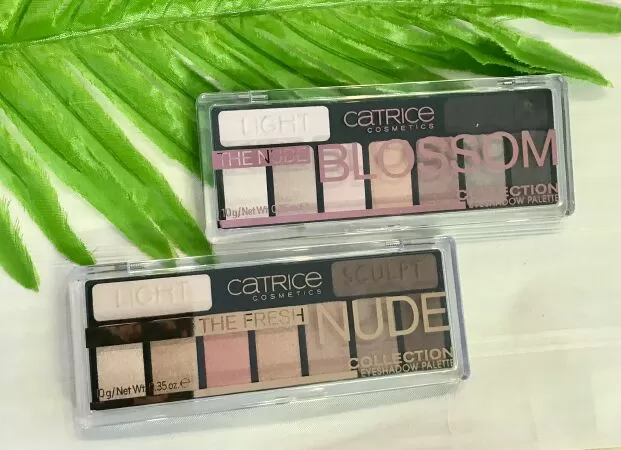 LIGHT
CATRICE
COSMETICS
THE NUDE
BLOSSOM
COLLECTION
EYESHADOW PALETTE
10g/Net Wt.
LIGHT
CATRICE
COSMETICS
SCULPT
THE FRESH
NUDE
COLLECTION
EYESHADOW PALETTE
10g/Net Wt. 0.35 oz. e